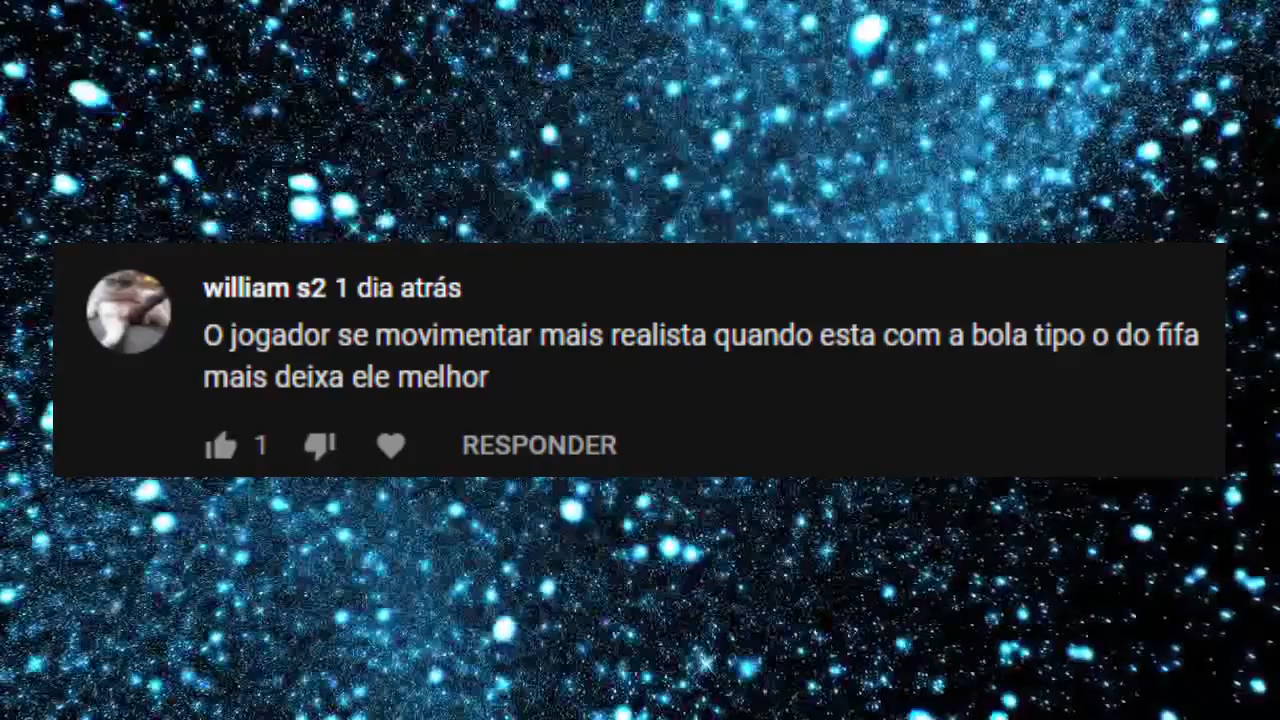 william s2 1 dia atrás
O jogador se movimentar mais realista quando esta com a bola tipo o do fifa
mais deixa ele melhor
1 RESPONDER